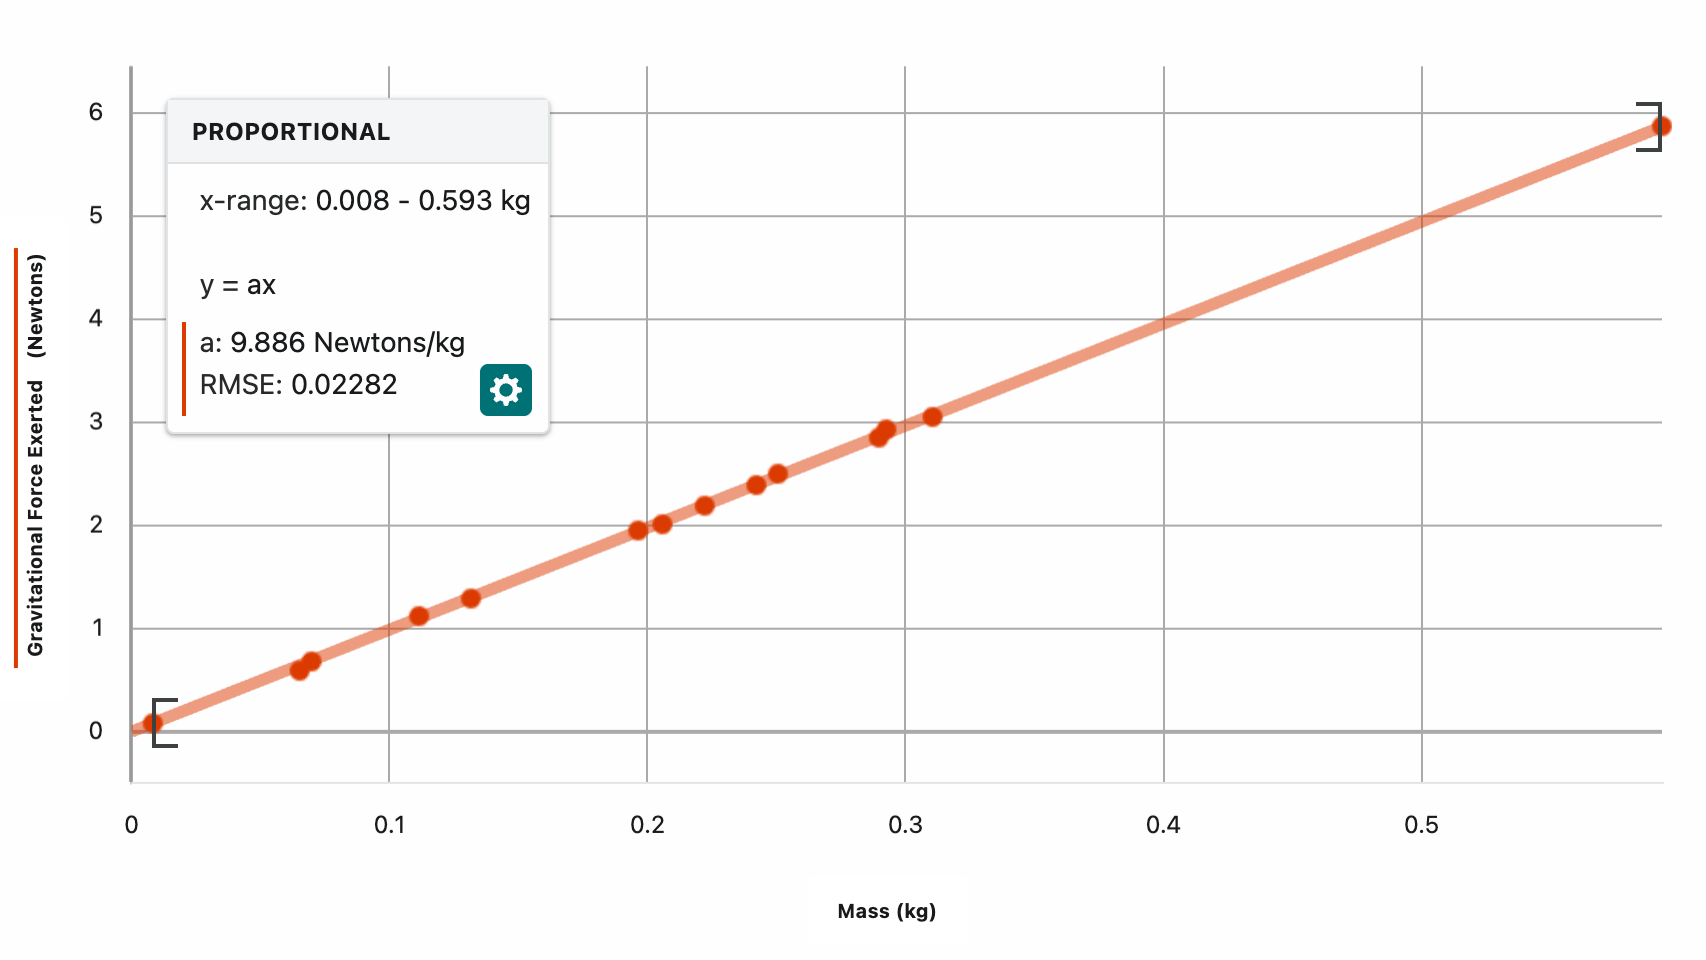 PROPORTIONAL
x-range: 0.008 - 0.593 kg
y = ax
a: 9.886 Newtons/kg
RMSE: 0.02282
Gravitational Force Exerted (Newtons)
6
5
4
3
2
1
0
0 0.1 0.2 0.3 0.4 0.5
Mass (kg)